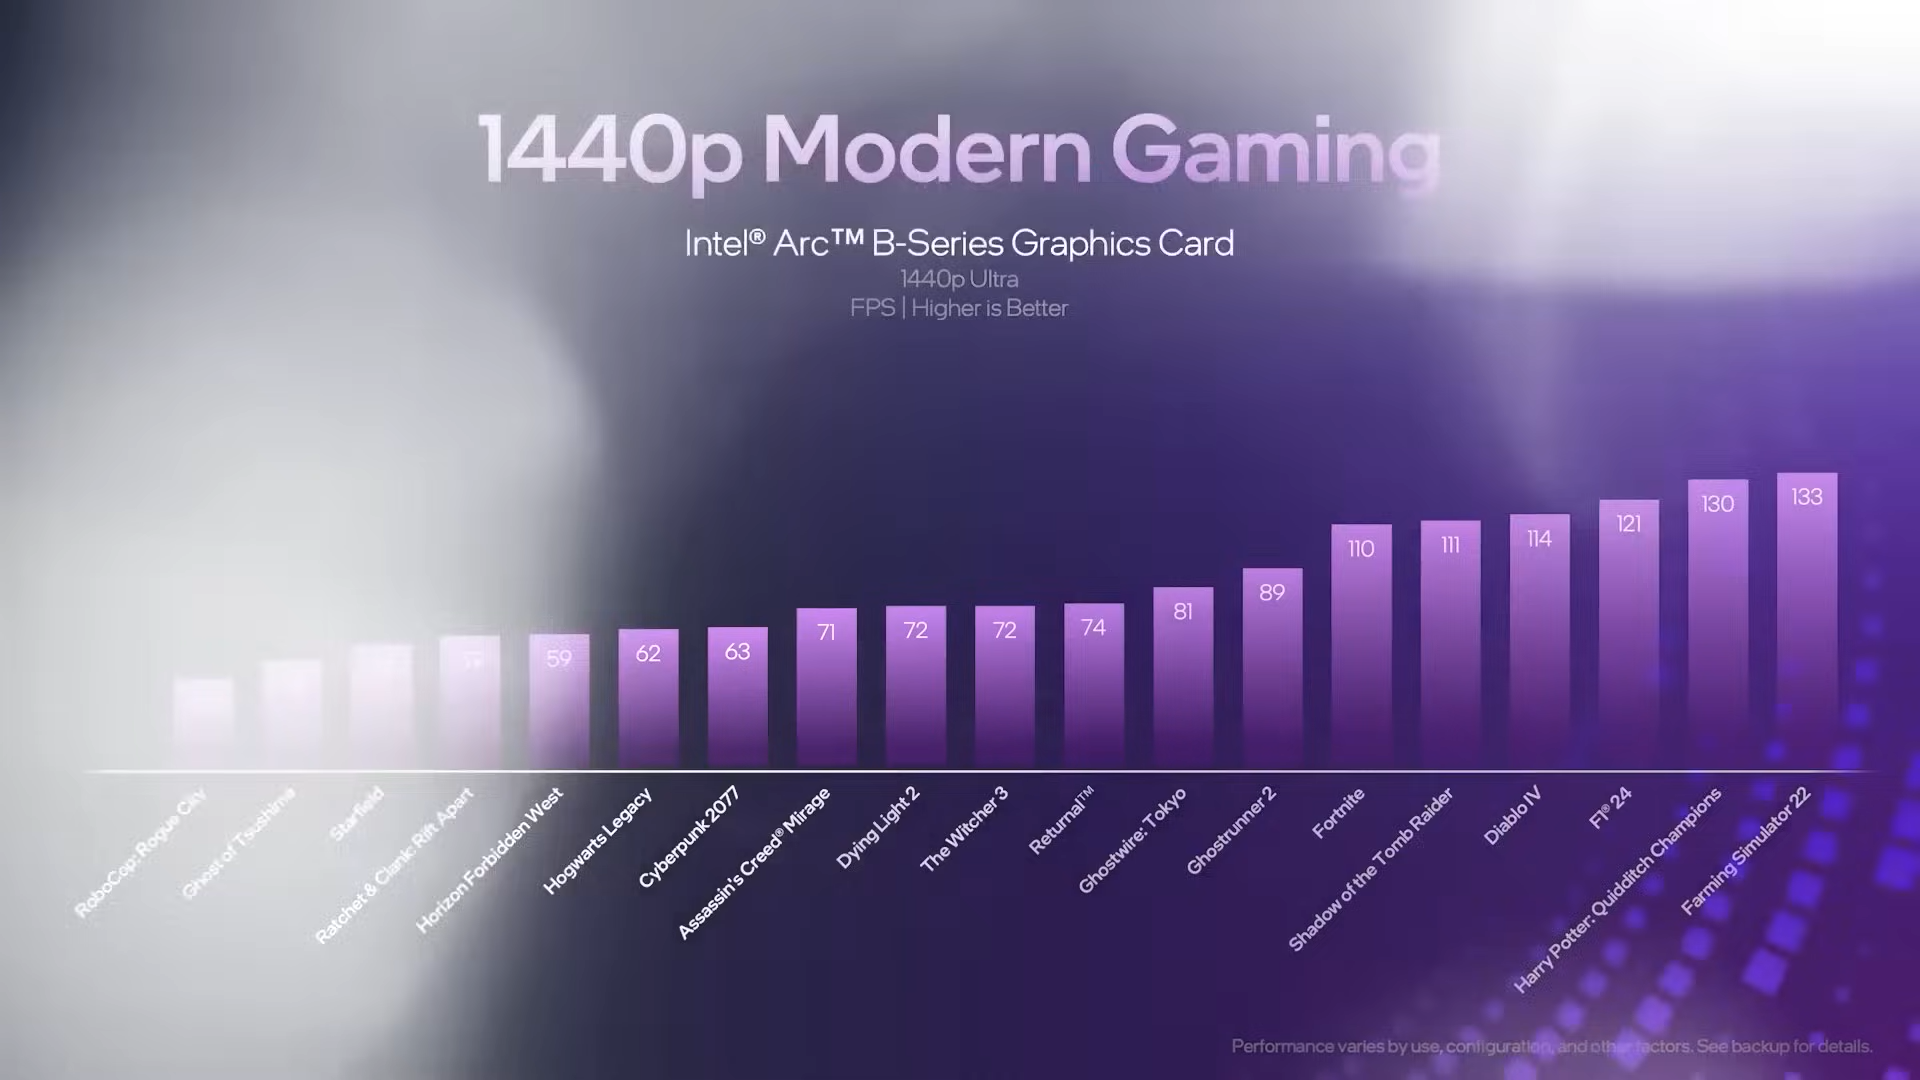 1440p Modern Gaming
Intel® Arc™ B-Series Graphics Card
1440p Ultra
FPS | Higher is Better
59
62
63
71
72
72
74
81
89
110
111
114
121
130
133
RoboCop: Rogue City
Ghost of Tsushima
Starfield
Ratchet & Clank: Rift Apart
Horizon Forbidden West
Hogwarts Legacy
Cyberpunk 2077
Assassin's Creed® Mirage
Dying Light 2
The Witcher 3
Returnal™
Ghostwire: Tokyo
Ghostrunner 2
Fortnite
Shadow of the Tomb Raider
Diablo IV
F1® 24
Harry Potter: Quidditch Champions
Farming Simulator 22
Performance varies by use, configuration, and other factors. See backup for details.